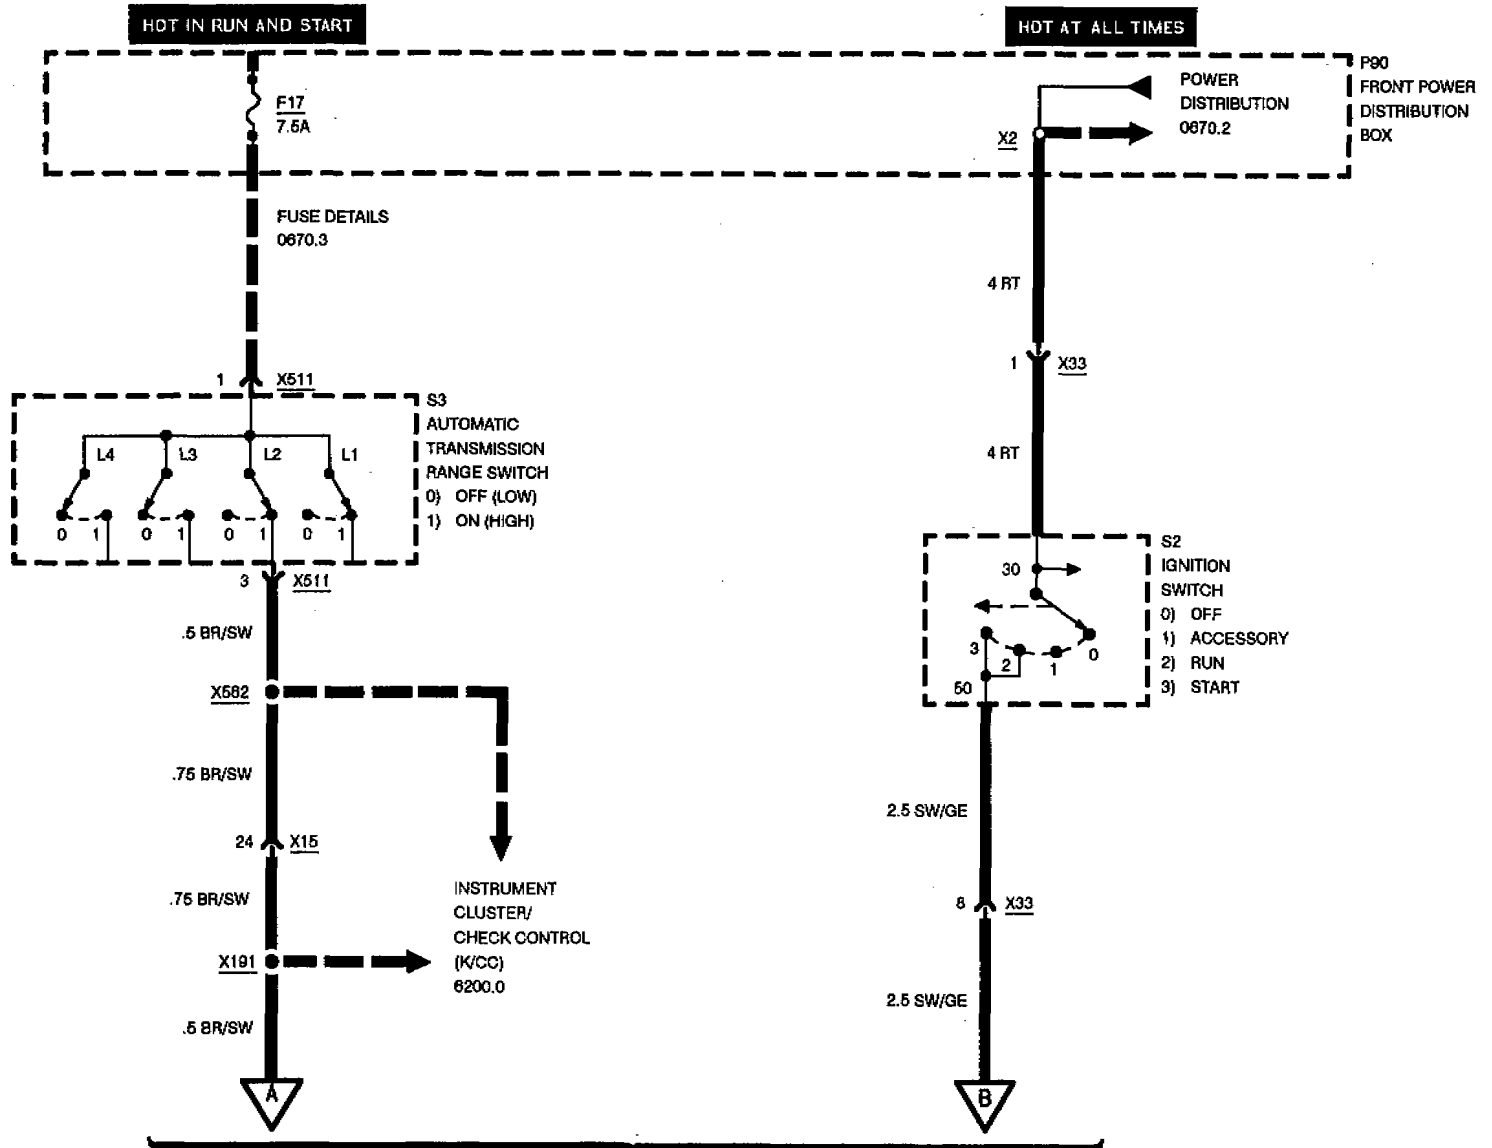 HOT IN RUN AND START
HOT AT ALL TIMES
F17
7.5A
X2
POWER
DISTRIBUTION
0670.2
P90
FRONT POWER
DISTRIBUTION
BOX
FUSE DETAILS
0670.3
4 RT
1 X33
4 RT
1 X511
L4 L3 L2 L1
0 1 0 1 0 1 0 1
S3
AUTOMATIC
TRANSMISSION
RANGE SWITCH
0) OFF (LOW)
1) ON (HIGH)
3 X511
.5 BR/SW
X582
.75 BR/SW
24 X15
.75 BR/SW
X191
.5 BR/SW
A
INSTRUMENT
CLUSTER/
CHECK CONTROL
(K/CC)
6200.0
30
3 2 1 0
50
S2
IGNITION
SWITCH
0) OFF
1) ACCESSORY
2) RUN
3) START
2.5 SW/GE
8 X33
2.5 SW/GE
B